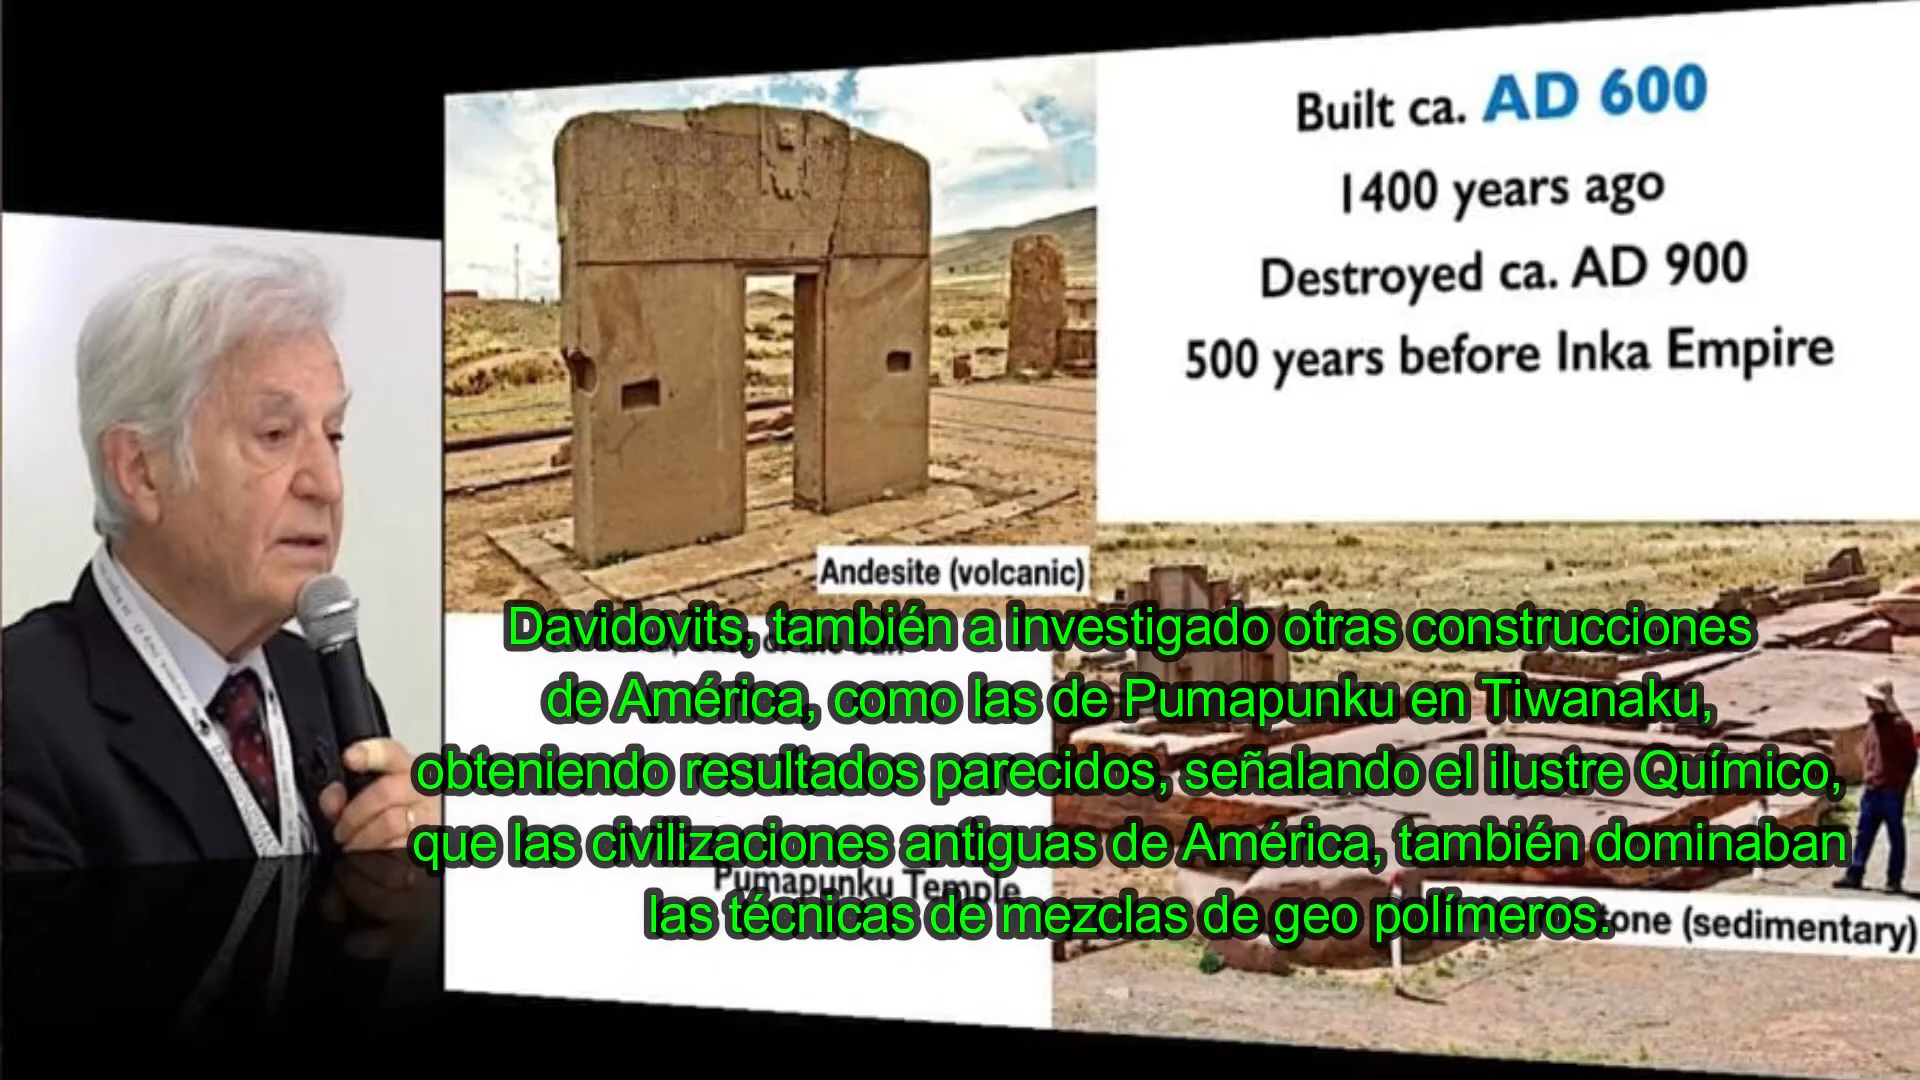 Built ca. AD 600
1400 years ago
Destroyed ca. AD 900
500 years before Inka Empire
Andesite (volcanic)
Davidovits, también a investigado otras construcciones
de América, como las de Pumapunku en Tiwanaku,
obteniendo resultados parecidos, señalando el ilustre Químico,
que las civilizaciones antiguas de América, también dominaban
las técnicas de mezclas de geo polímeros.
Pumapunku Temple
(sedimentary)